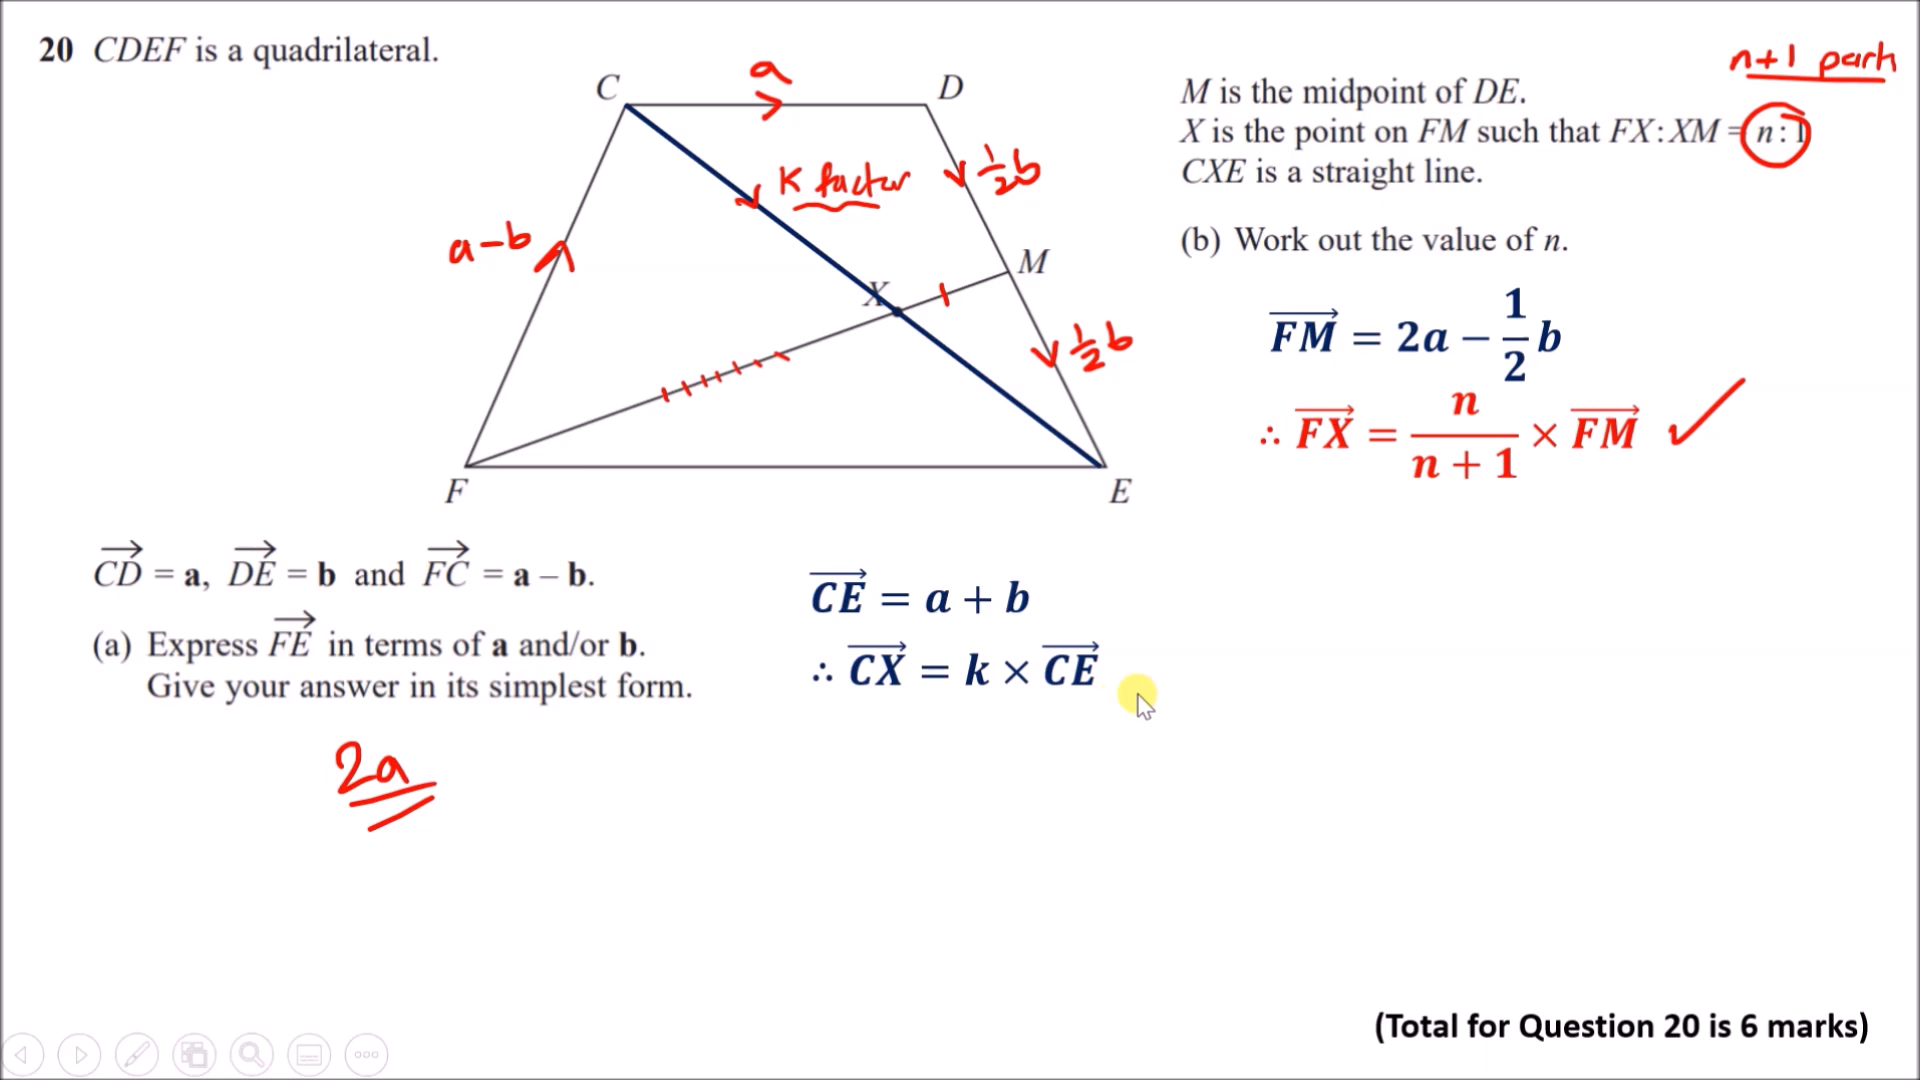 20 CDEF is a quadrilateral.
n+1 parts
C
a
D
M is the midpoint of DE.
X is the point on FM such that FX : XM = n : 1
CXE is a straight line.
K factor
½b
a-b
(b) Work out the value of n.
M
X
½b
FM = 2a − 1/2 b
∴ FX = n/(n + 1) × FM ✓
F
E
CD = a, DE = b and FC = a – b.
(a) Express FE in terms of a and/or b.
Give your answer in its simplest form.
CE = a + b
∴ CX = k × CE
2a
(Total for Question 20 is 6 marks)